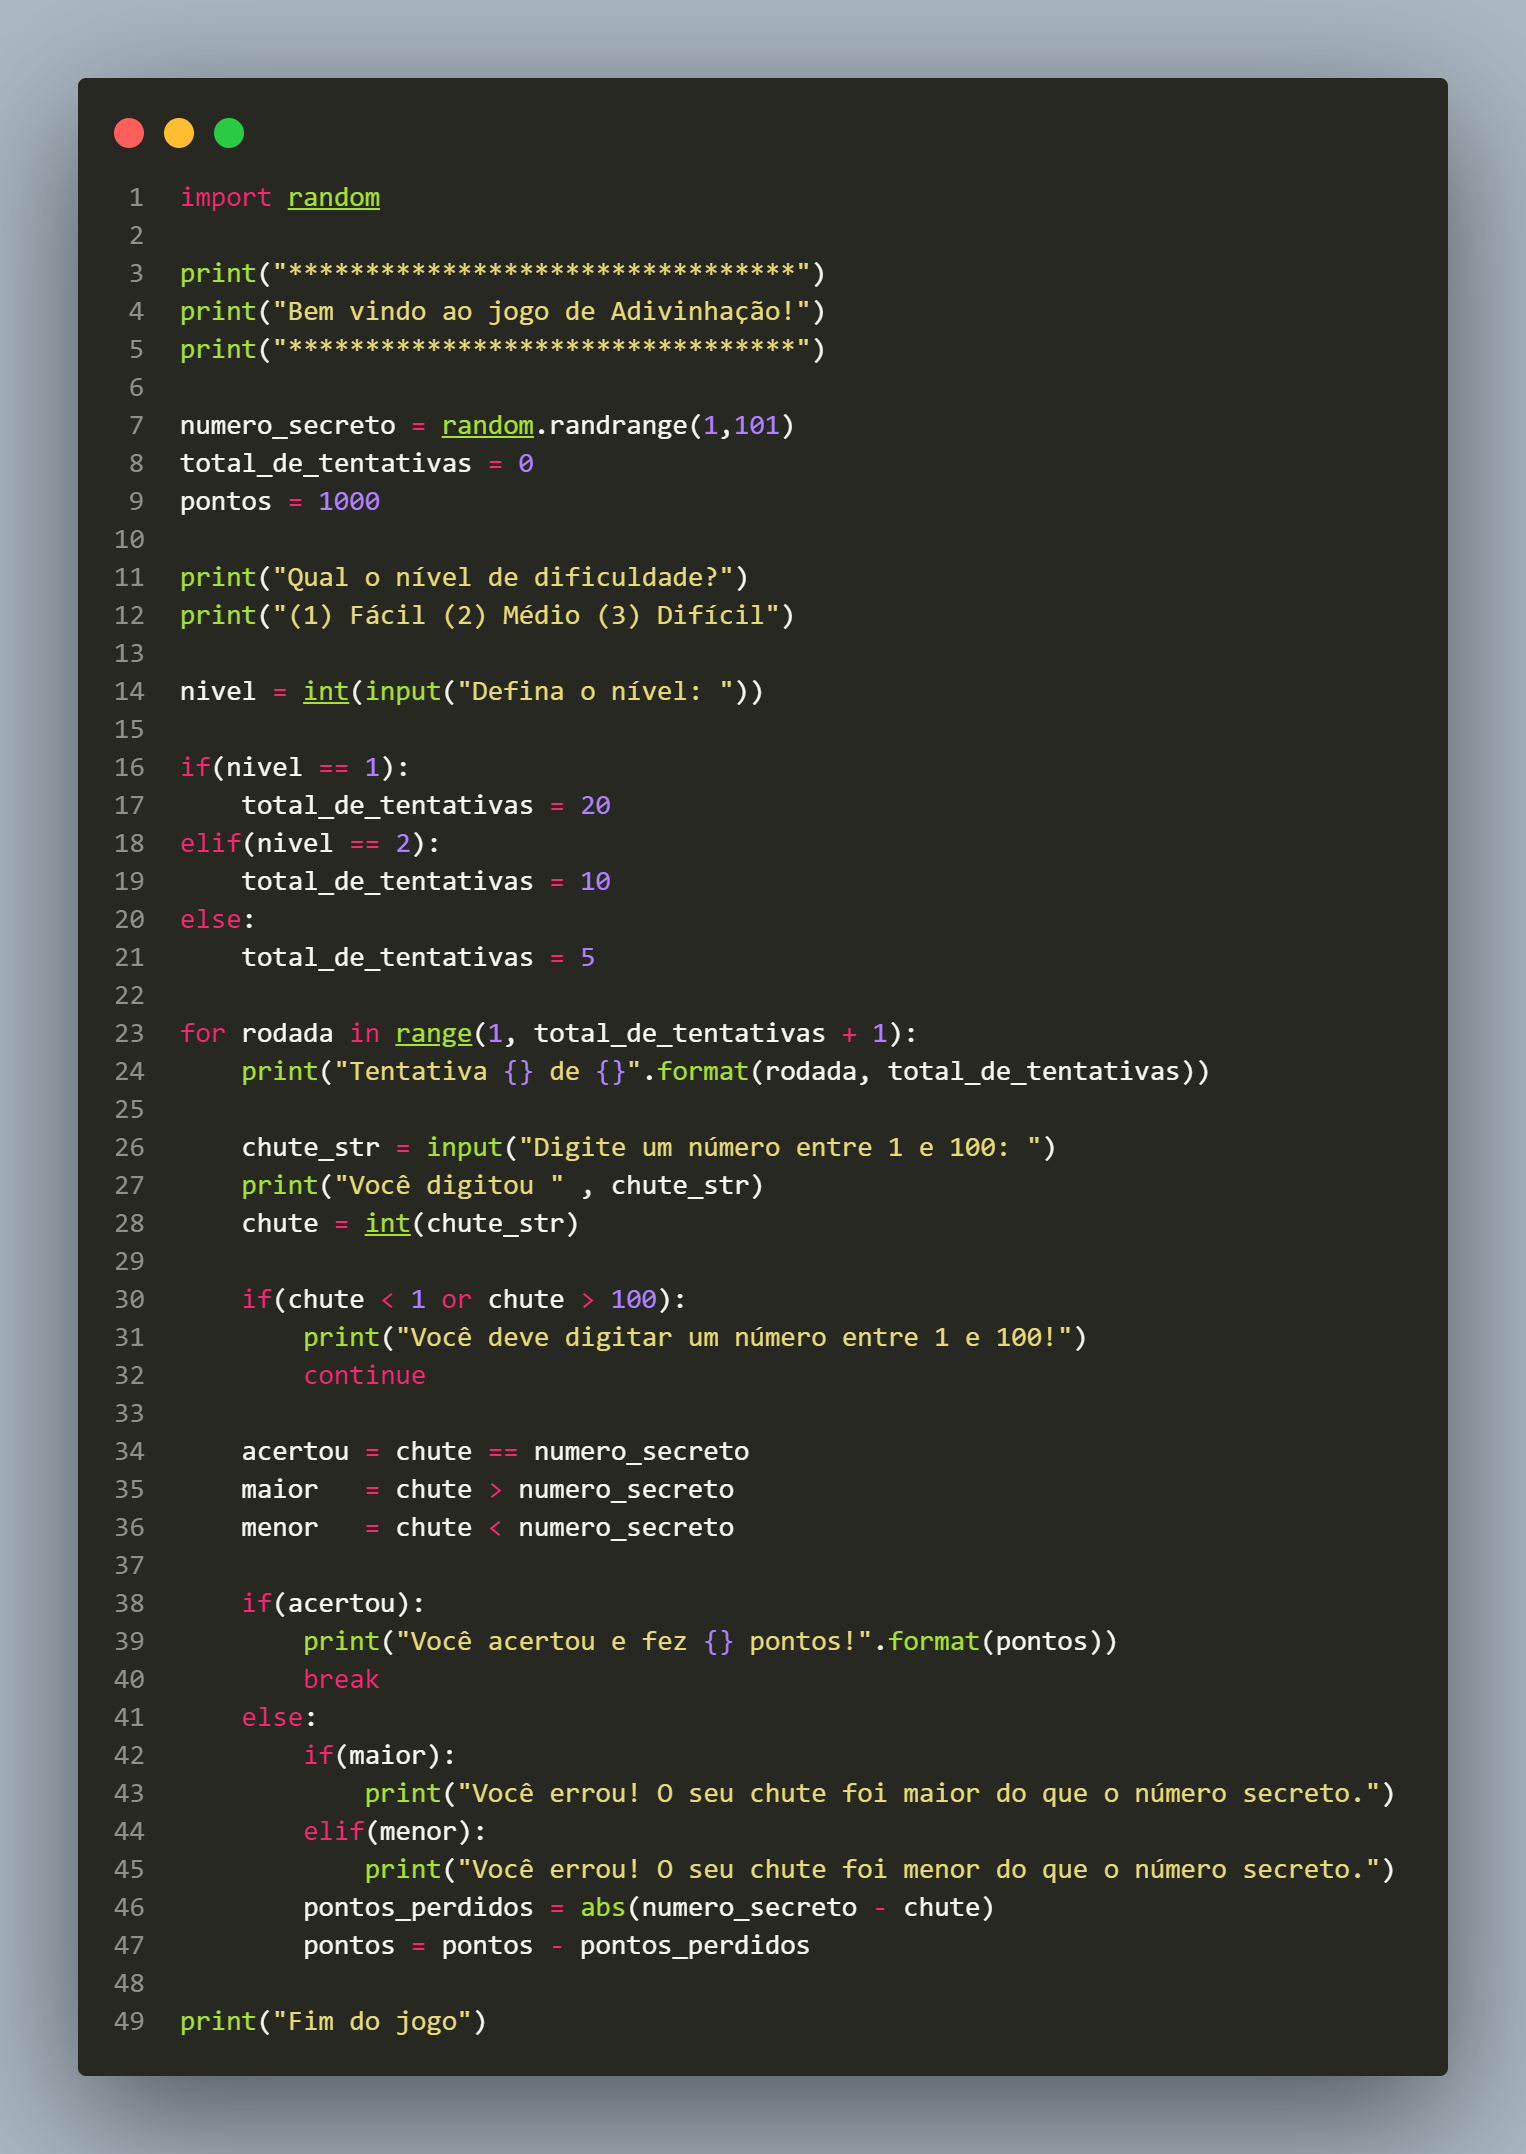 1 import random
2
3 print("*********************************")
4 print("Bem vindo ao jogo de Adivinhação!")
5 print("*********************************")
6
7 numero_secreto = random.randrange(1,101)
8 total_de_tentativas = 0
9 pontos = 1000
10
11 print("Qual o nível de dificuldade?")
12 print("(1) Fácil (2) Médio (3) Difícil")
13
14 nivel = int(input("Defina o nível: "))
15
16 if(nivel == 1):
17     total_de_tentativas = 20
18 elif(nivel == 2):
19     total_de_tentativas = 10
20 else:
21     total_de_tentativas = 5
22
23 for rodada in range(1, total_de_tentativas + 1):
24     print("Tentativa {} de {}".format(rodada, total_de_tentativas))
25
26     chute_str = input("Digite um número entre 1 e 100: ")
27     print("Você digitou " , chute_str)
28     chute = int(chute_str)
29
30     if(chute < 1 or chute > 100):
31         print("Você deve digitar um número entre 1 e 100!")
32         continue
33
34     acertou = chute == numero_secreto
35     maior   = chute > numero_secreto
36     menor   = chute < numero_secreto
37
38     if(acertou):
39         print("Você acertou e fez {} pontos!".format(pontos))
40         break
41     else:
42         if(maior):
43             print("Você errou! O seu chute foi maior do que o número secreto.")
44         elif(menor):
45             print("Você errou! O seu chute foi menor do que o número secreto.")
46         pontos_perdidos = abs(numero_secreto - chute)
47         pontos = pontos - pontos_perdidos
48
49 print("Fim do jogo")